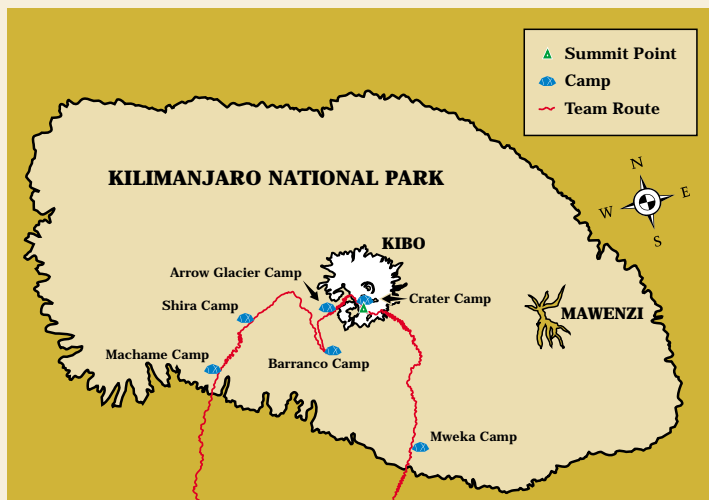 Summit Point
Camp
Team Route
N
W
E
S
KILIMANJARO NATIONAL PARK
KIBO
Arrow Glacier Camp
Crater Camp
Shira Camp
MAWENZI
Machame Camp
Barranco Camp
Mweka Camp